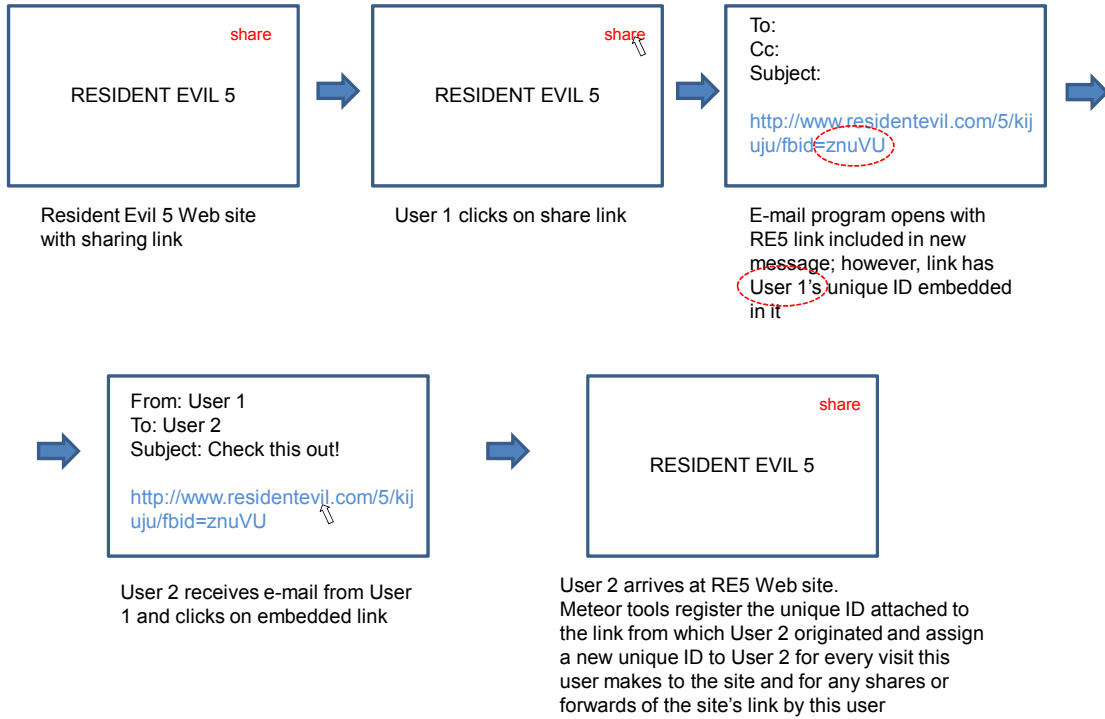 share
RESIDENT EVIL 5
Resident Evil 5 Web site
with sharing link
share
RESIDENT EVIL 5
User 1 clicks on share link
To:
Cc:
Subject:
http://www.residentevil.com/5/kij
uju/fbid=znuVU
E-mail program opens with
RE5 link included in new
message; however, link has
User 1's unique ID embedded
in it
From: User 1
To: User 2
Subject: Check this out!
http://www.residentevil.com/5/kij
uju/fbid=znuVU
User 2 receives e-mail from User
1 and clicks on embedded link
share
RESIDENT EVIL 5
User 2 arrives at RE5 Web site.
Meteor tools register the unique ID attached to
the link from which User 2 originated and assign
a new unique ID to User 2 for every visit this
user makes to the site and for any shares or
forwards of the site's link by this user